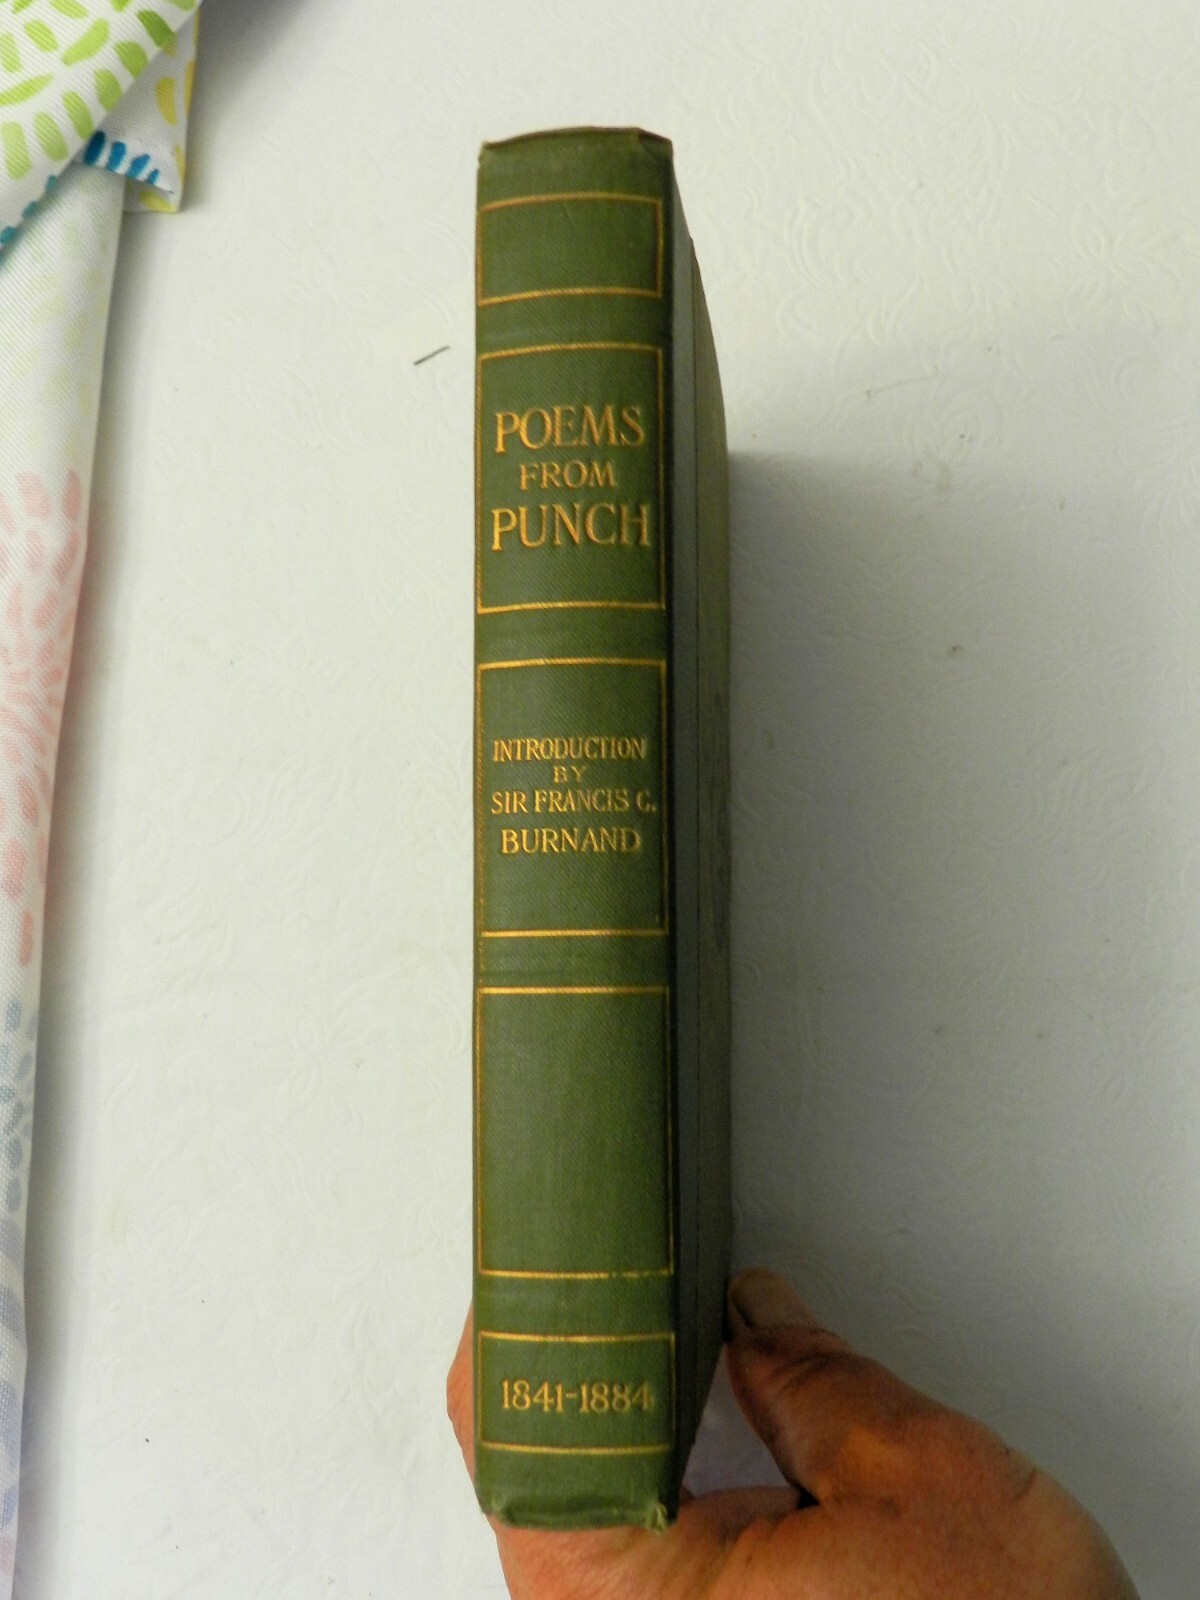 POEMS
FROM
PUNCH
INTRODUCTION
BY
SIR FRANCIS C.
BURNAND
1841-1884